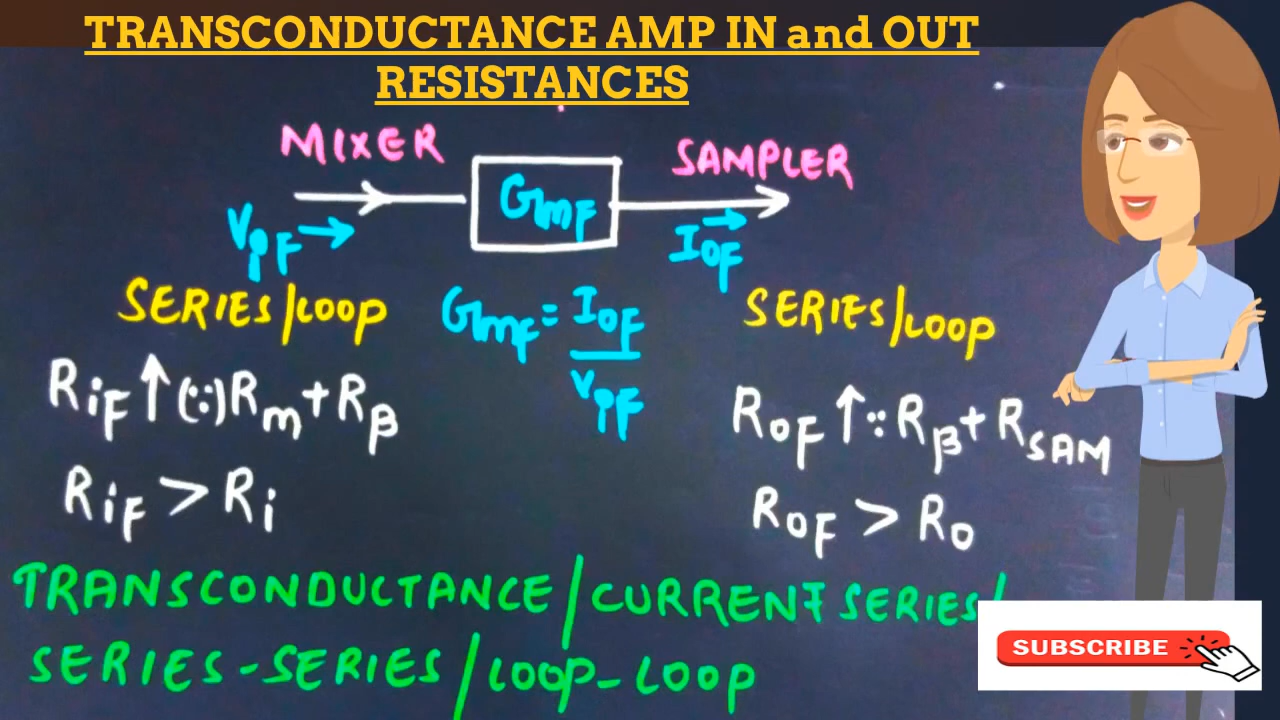 TRANSCONDUCTANCE AMP IN and OUT
RESISTANCES
MIXER
SAMPLER
GmF
ViF →
IoF
SERIES/LOOP
GmF = IoF / ViF
SERIES/LOOP
RiF ↑ (∵) Rm + Rβ
RoF ↑ ∵ Rβ + RSAM
RiF > Ri
RoF > Ro
TRANSCONDUCTANCE/CURRENT SERIES/
SERIES-SERIES/LOOP-LOOP
SUBSCRIBE